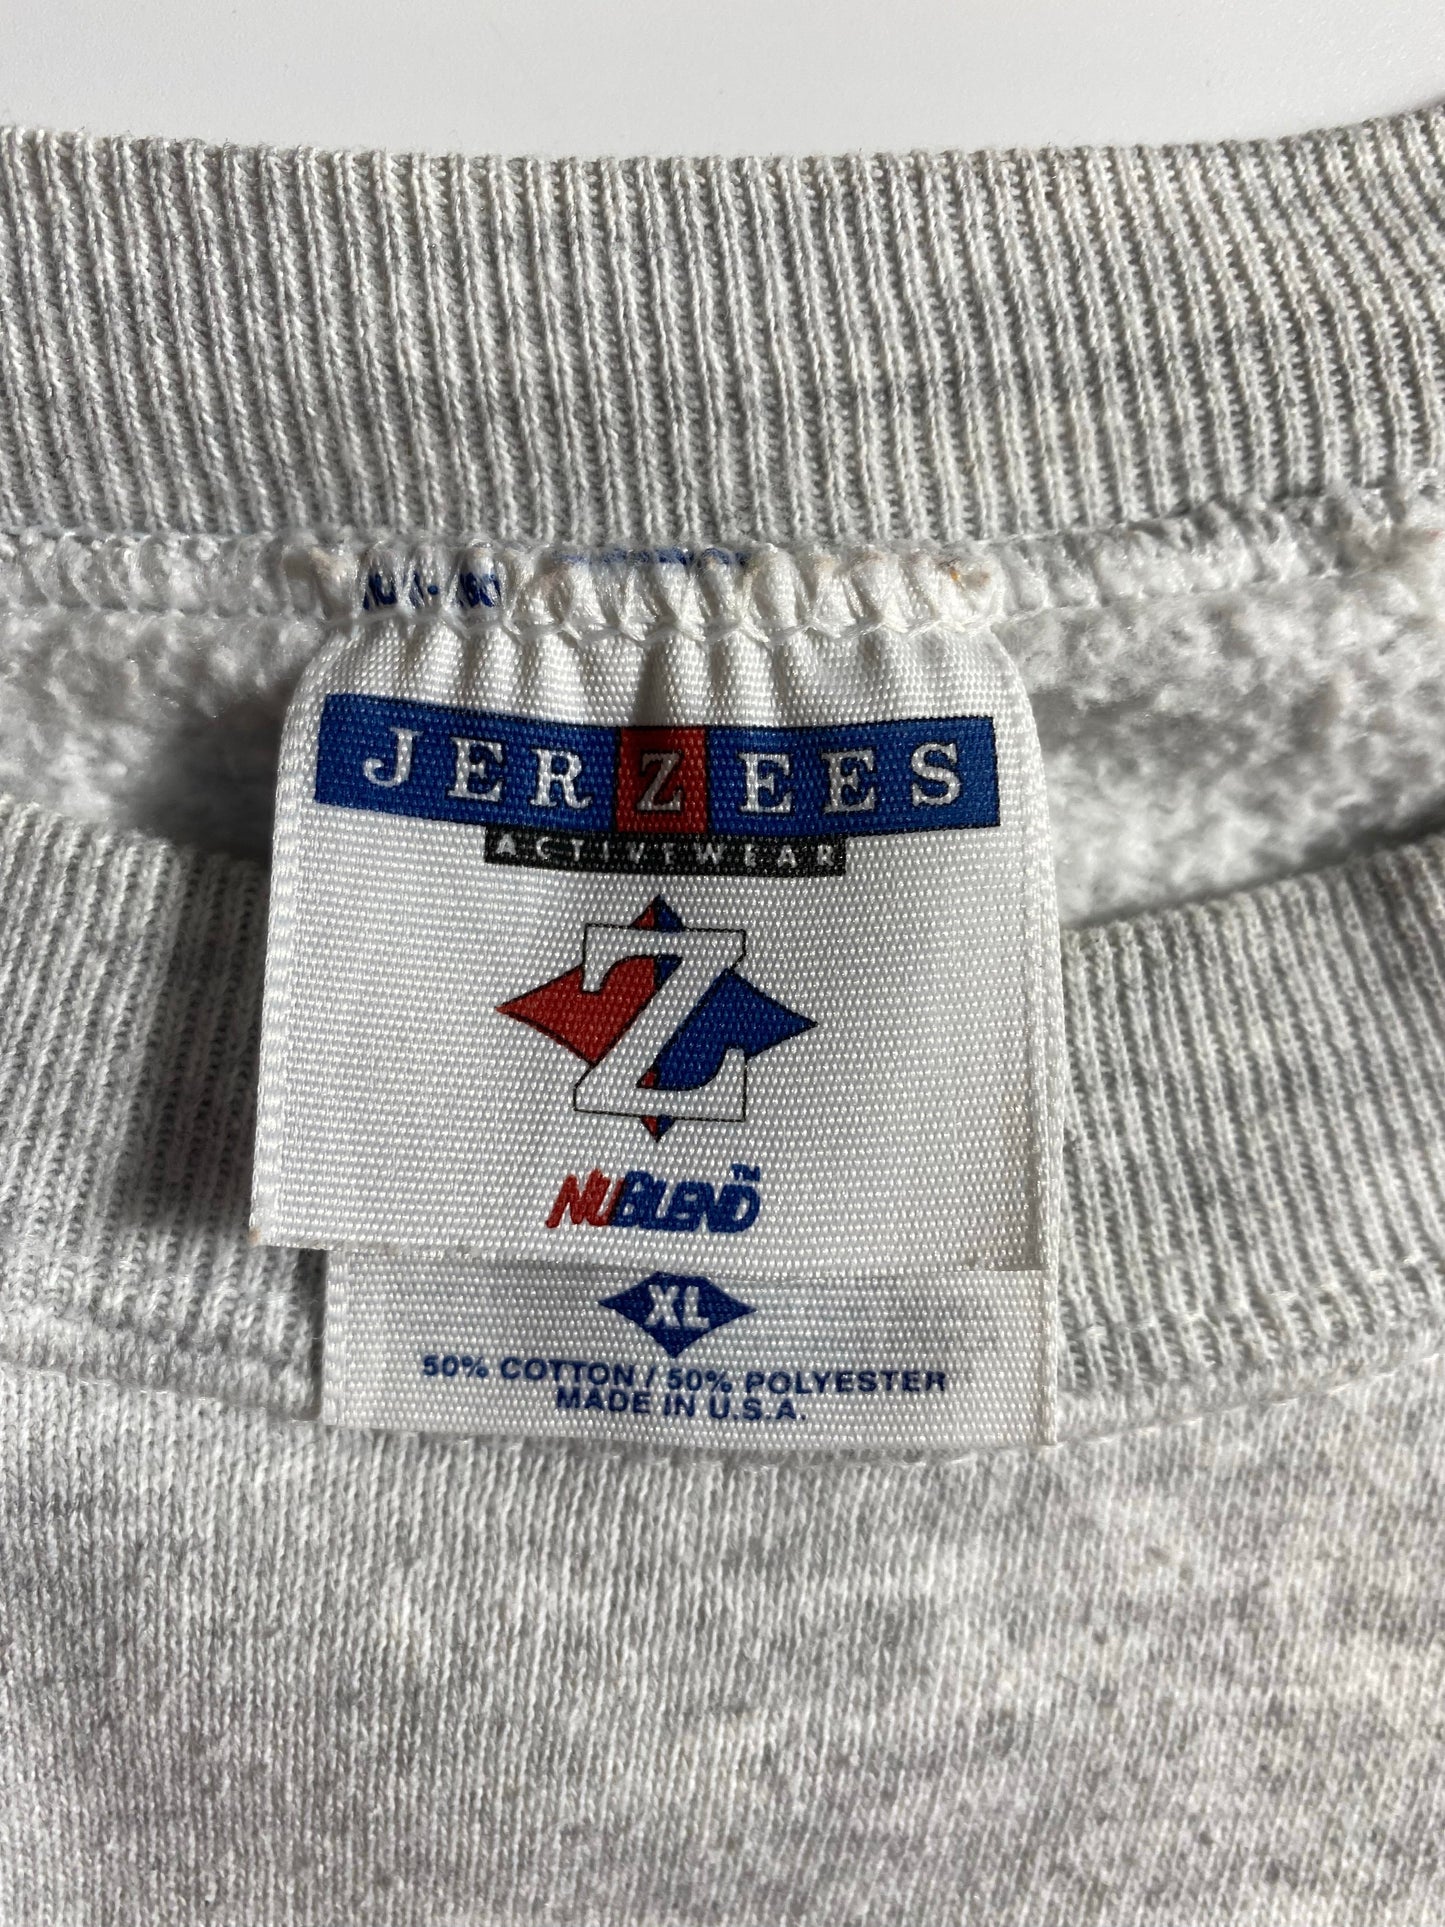 JERZEES
ACTIVEWEAR
Z
NUBLEND™
XL
50% COTTON / 50% POLYESTER
MADE IN U.S.A.